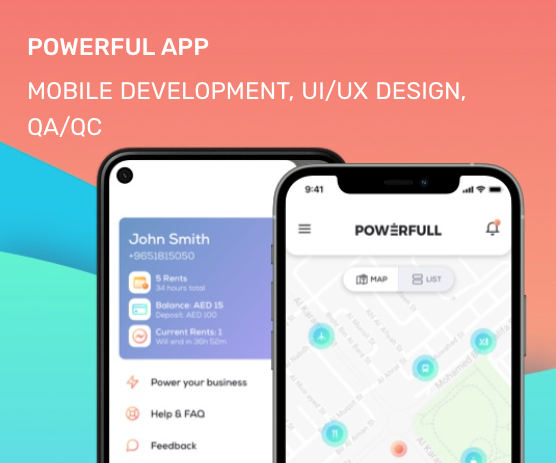 POWERFUL APP
MOBILE DEVELOPMENT, UI/UX DESIGN,
QA/QC
John Smith
+9651815050
5 Rents
34 hours total
Balance: AED 15
Deposit: AED 100
Current Rents: 1
Will end in 36h 52m
Power your business
Help & FAQ
Feedback
9:41
POWERFULL
MAP
LIST
Mohamed